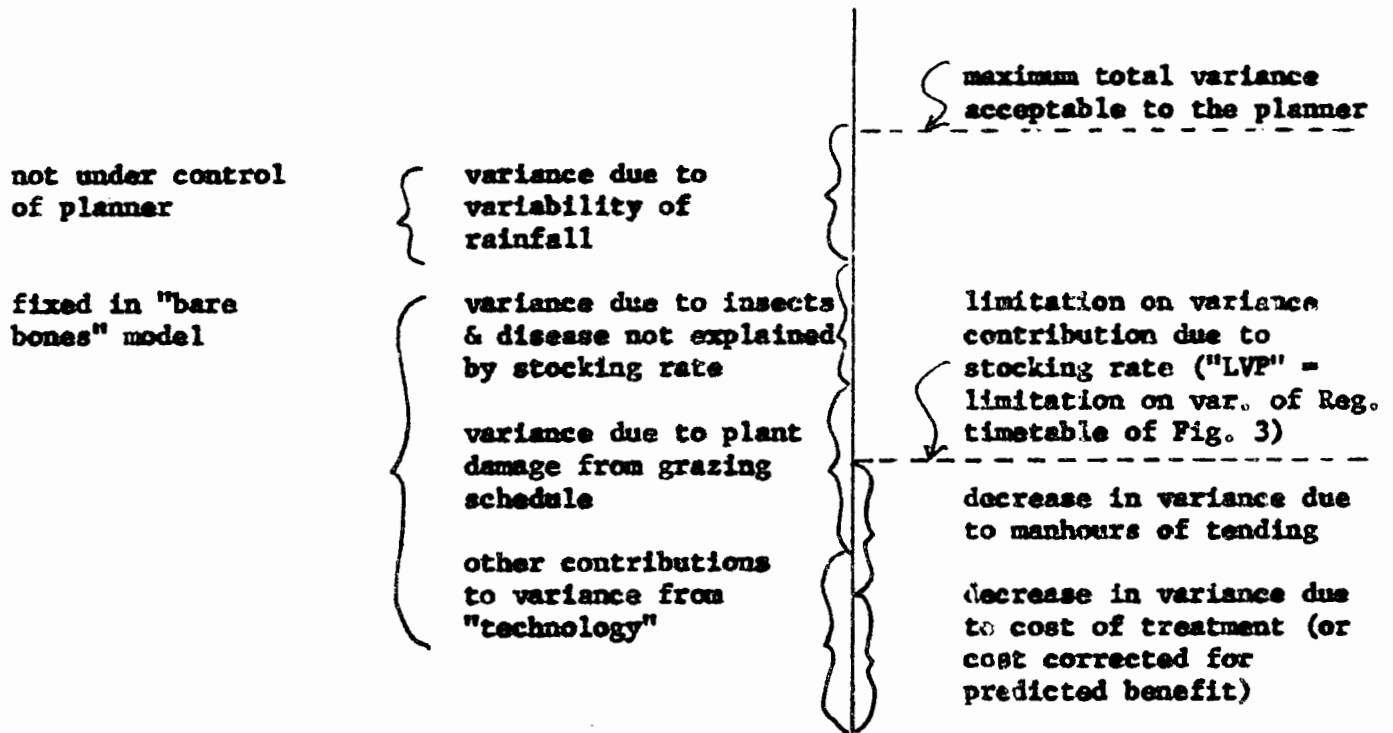 maximum total variance
acceptable to the planner
not under control
of planner
variance due to
variability of
rainfall
fixed in "bare
bones" model
variance due to insects
& disease not explained
by stocking rate
variance due to plant
damage from grazing
schedule
other contributions
to variance from
"technology"
limitation on variance
contribution due to
stocking rate ("LVP" =
limitation on var. of Reg.
timetable of Fig. 3)
decrease in variance due
to manhours of tending
decrease in variance due
to cost of treatment (or
cost corrected for
predicted benefit)